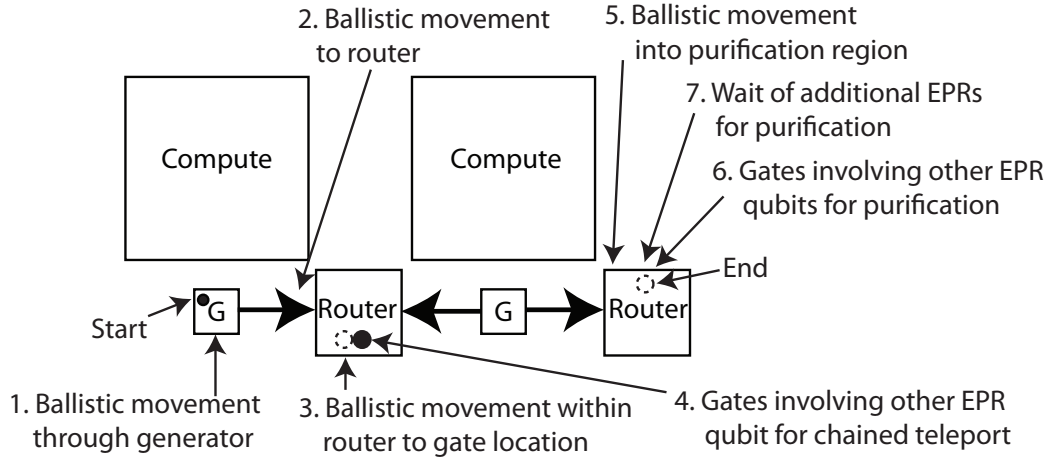 2. Ballistic movement
to router
5. Ballistic movement
into purification region
7. Wait of additional EPRs
for purification
Compute
Compute
6. Gates involving other EPR
qubits for purification
End
Start
G
Router
G
Router
1. Ballistic movement
through generator
3. Ballistic movement within
router to gate location
4. Gates involving other EPR
qubit for chained teleport